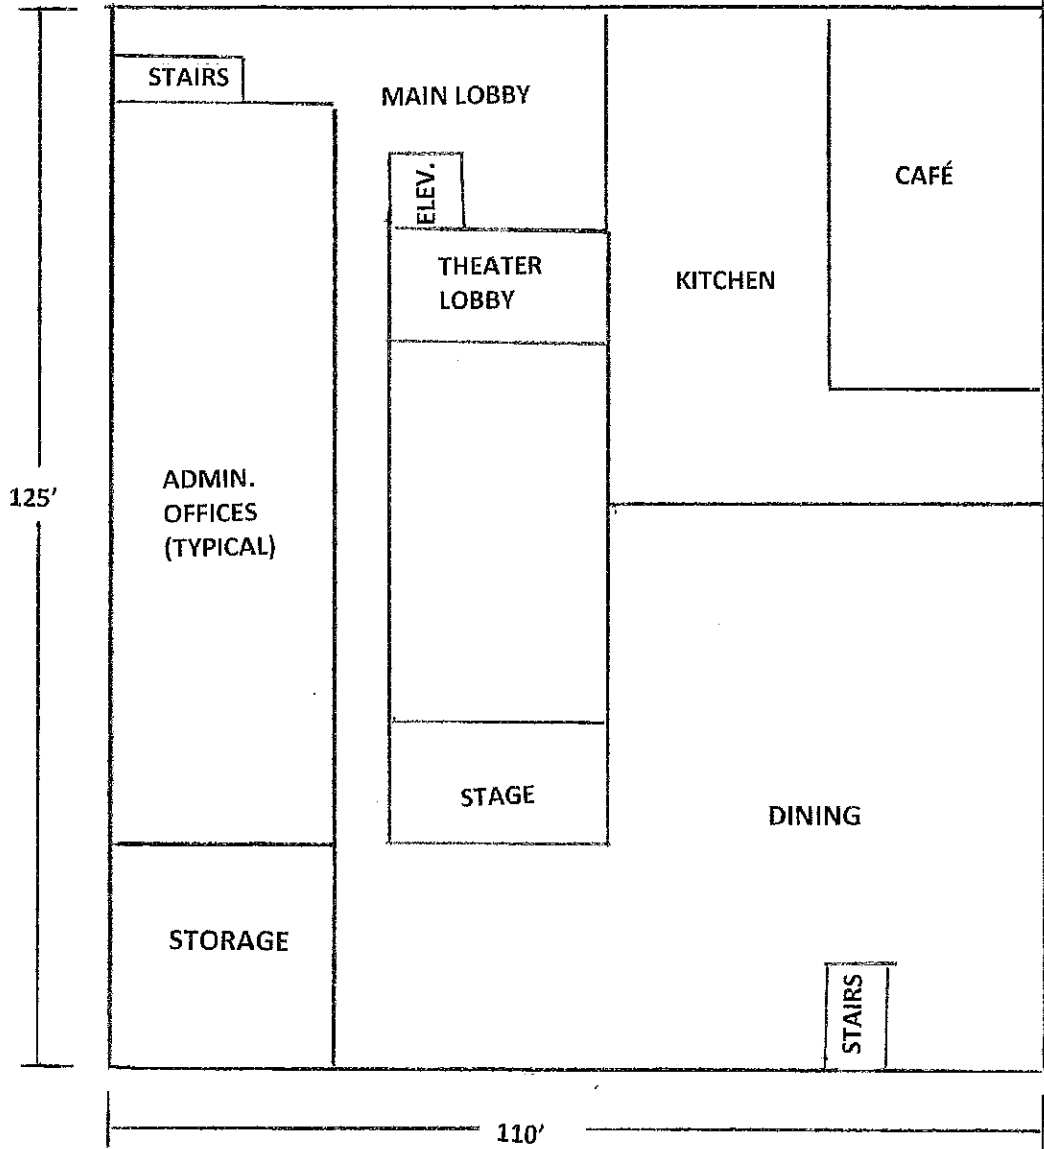 STAIRS
MAIN LOBBY
ELEV.
CAFÉ
THEATER
LOBBY
KITCHEN
125'
ADMIN.
OFFICES
(TYPICAL)
STAGE
DINING
STORAGE
STAIRS
110'